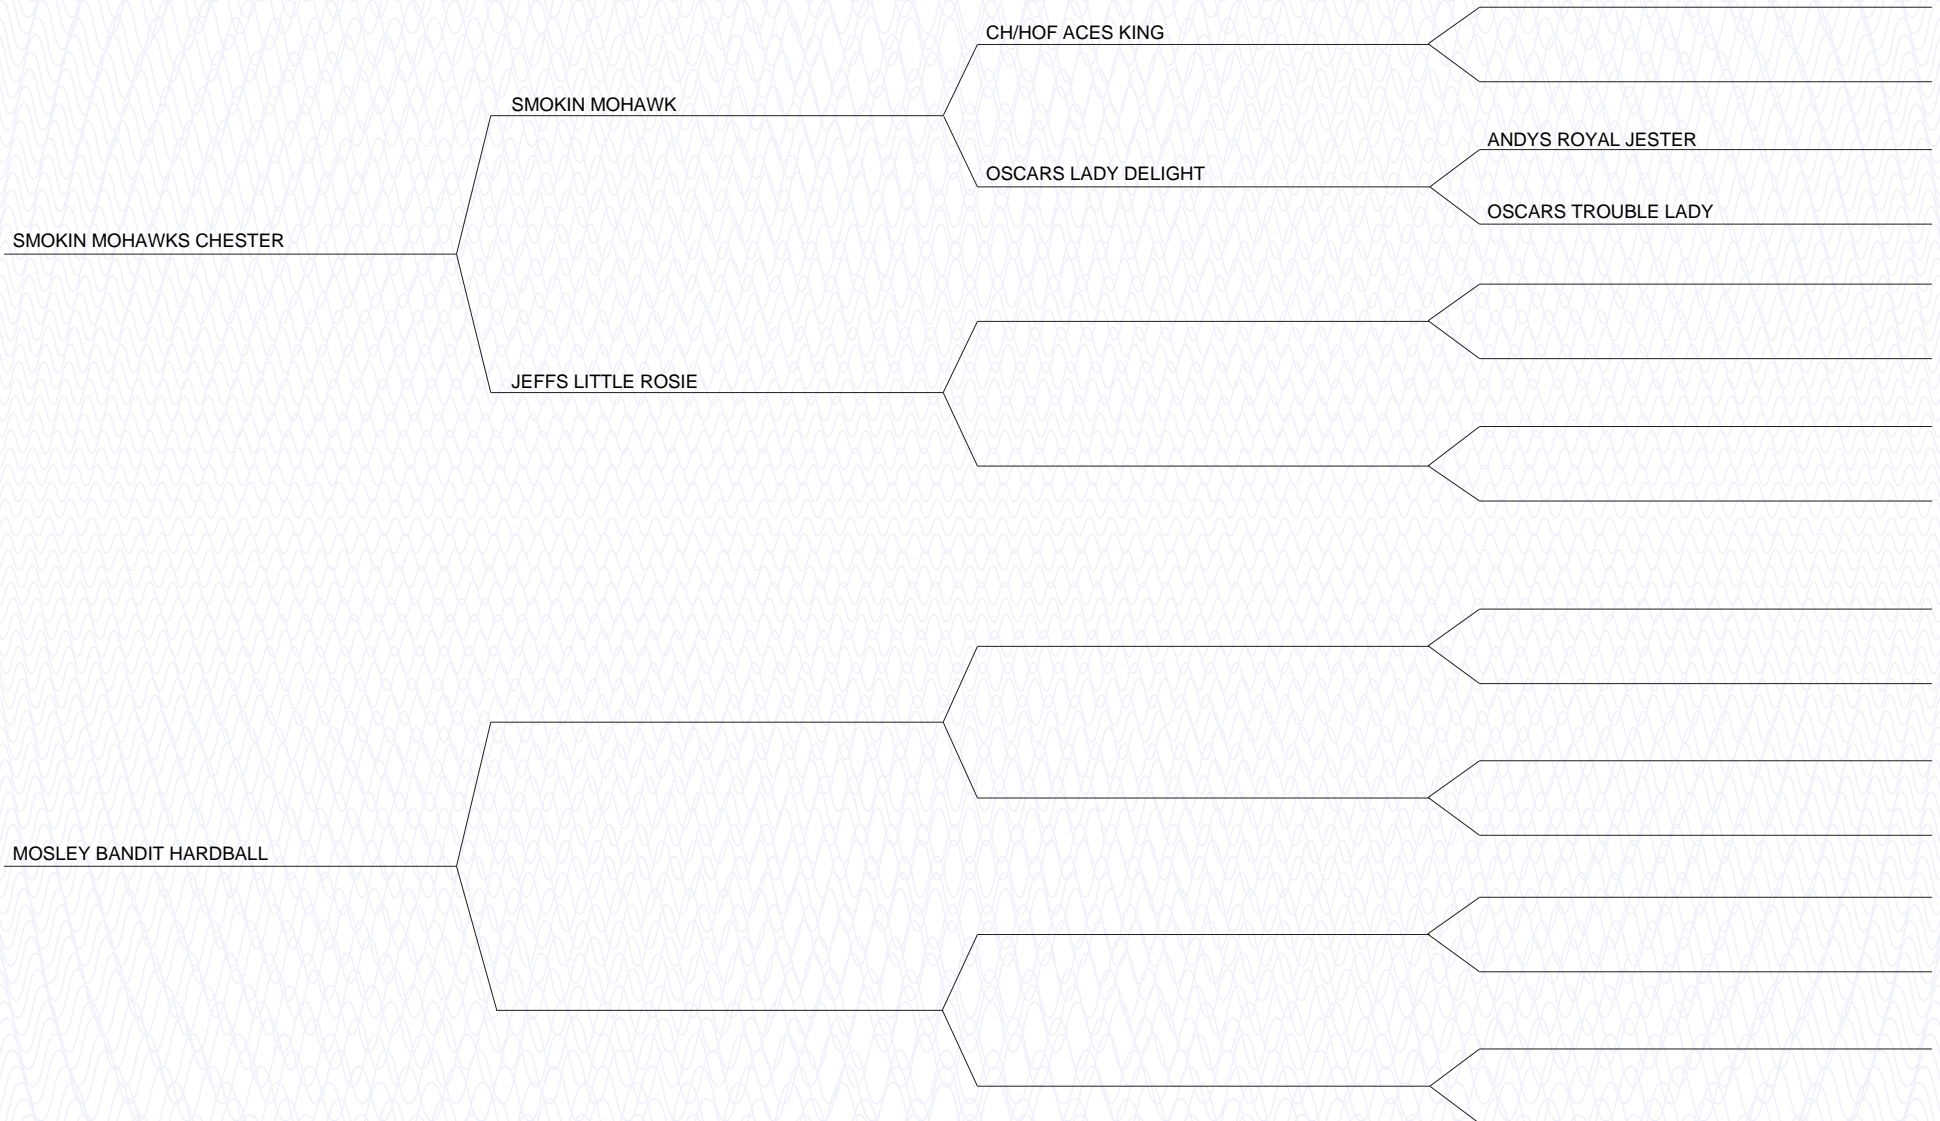 CH/HOF ACES KING
SMOKIN MOHAWK
ANDYS ROYAL JESTER
OSCARS LADY DELIGHT
OSCARS TROUBLE LADY
SMOKIN MOHAWKS CHESTER
JEFFS LITTLE ROSIE
MOSLEY BANDIT HARDBALL